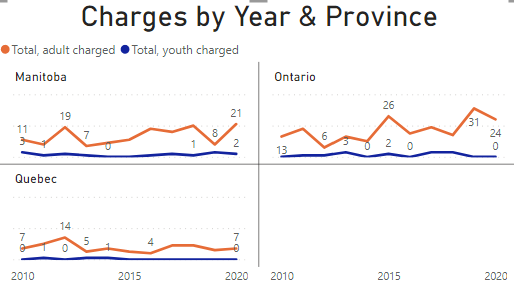 Charges by Year & Province
Total, adult charged Total, youth charged
Manitoba
11 3 1 19 7 0 1 8 21 2
Ontario
13 6 3 0 26 2 0 31 24 0
Quebec
7 0 1 14 0 5 1 4 7 0
2010 2015 2020 2010 2015 2020